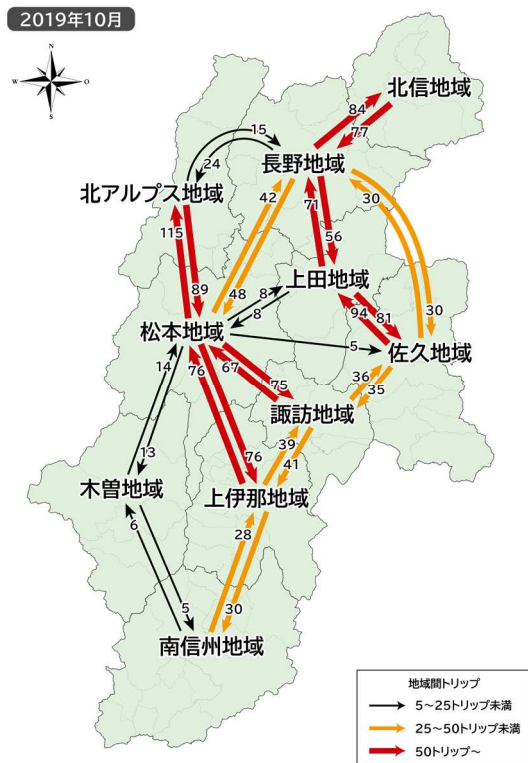 2019年10月
N
W
O
S
北信地域
84
77
15
長野地域
24
北アルプス地域
42
30
71
115
56
上田地域
89
48
8
8
30
94
81
松本地域
5
佐久地域
14
76
67
75
36
35
諏訪地域
39
13
76
41
木曽地域
上伊那地域
6
28
5
30
南信州地域
地域間トリップ
5~25トリップ未満
25~50トリップ未満
50トリップ~